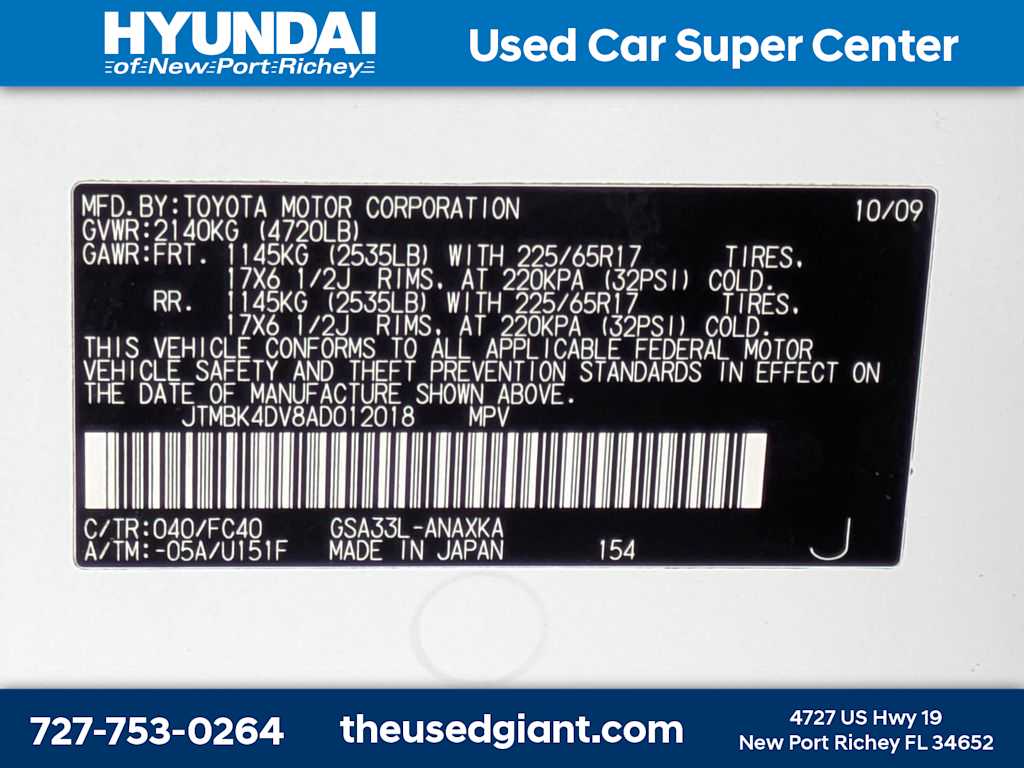 HYUNDAI
of New Port Richey
Used Car Super Center
MFD.BY:TOYOTA MOTOR CORPORATION 10/09
GVWR:2140KG (4720LB)
GAWR:FRT. 1145KG (2535LB) WITH 225/65R17 TIRES,
17X6 1/2J RIMS, AT 220KPA (32PSI) COLD.
RR. 1145KG (2535LB) WITH 225/65R17 TIRES,
17X6 1/2J RIMS, AT 220KPA (32PSI) COLD.
THIS VEHICLE CONFORMS TO ALL APPLICABLE FEDERAL MOTOR
VEHICLE SAFETY AND THEFT PREVENTION STANDARDS IN EFFECT ON
THE DATE OF MANUFACTURE SHOWN ABOVE.
JTMBK4DV8AD012018 MPV
C/TR:040/FC40 GSA33L-ANAXKA
A/TM:-05A/U151F MADE IN JAPAN 154 J
727-753-0264
theusedgiant.com
4727 US Hwy 19
New Port Richey FL 34652